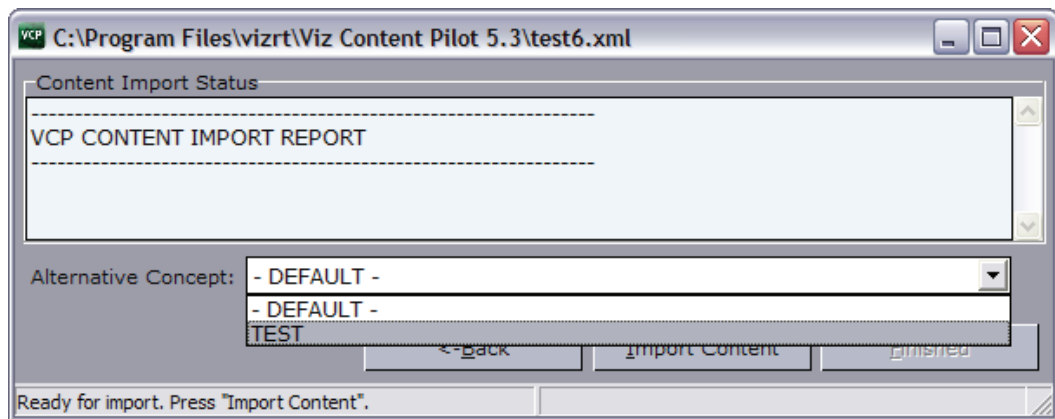 VCP C:\Program Files\vizrt\Viz Content Pilot 5.3\test6.xml
Content Import Status
-----------------------------------------------------------------
VCP CONTENT IMPORT REPORT
-----------------------------------------------------------------
Alternative Concept: - DEFAULT -
- DEFAULT -
TEST
<-Back Import Content Finished
Ready for import. Press "Import Content".